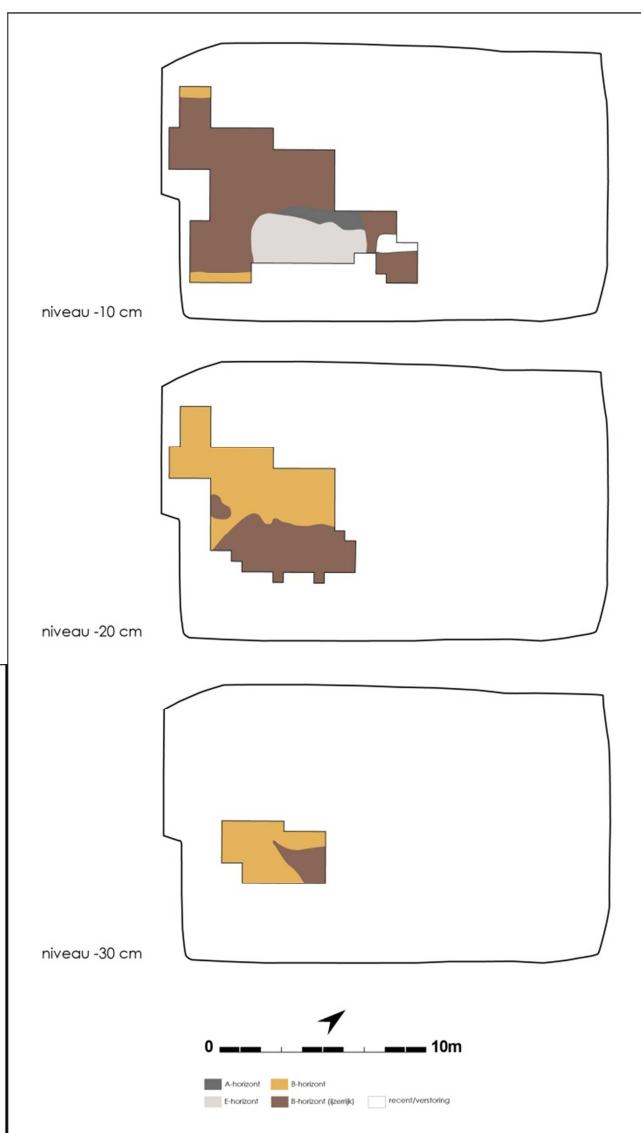 niveau -10 cm
niveau -20 cm
niveau -30 cm
0 10m
A-horizont B-horizont
E-horizont B-horizont (ijzerrijk) recent/verstoring